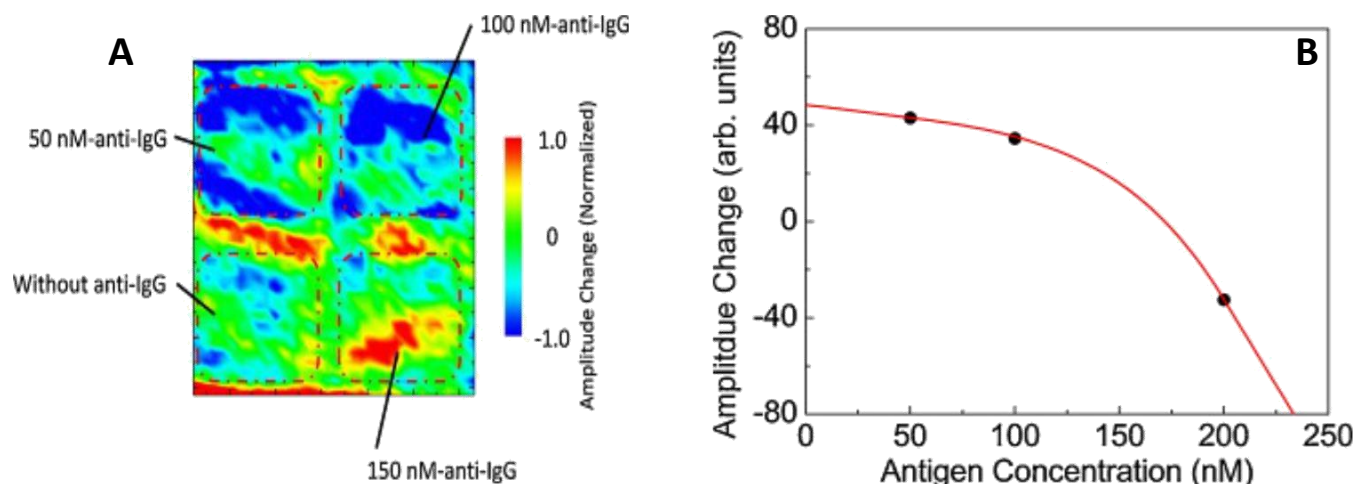 A
100 nM-anti-IgG
50 nM-anti-IgG
Without anti-IgG
150 nM-anti-IgG
1.0
0
-1.0
Amplitude Change (Normalized)
B
Amplitdue Change (arb. units)
80
40
0
-40
-80
0 50 100 150 200 250
Antigen Concentration (nM)